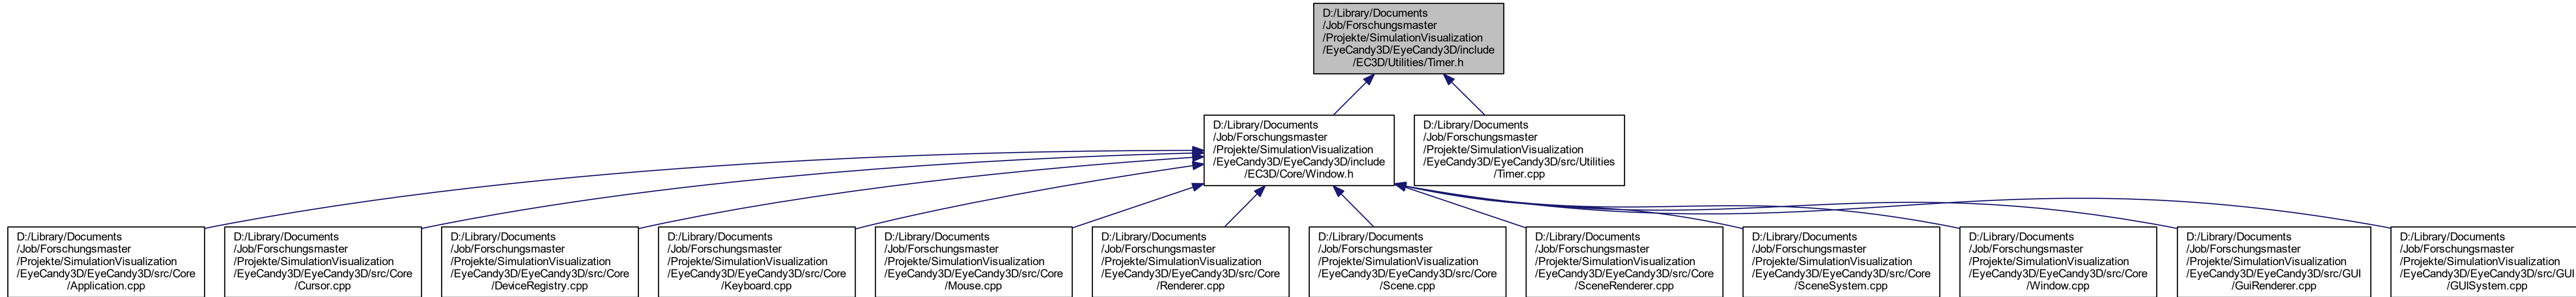 D:/Library/Documents
/Job/Forschungsmaster
/Projekte/SimulationVisualization
/EyeCandy3D/EyeCandy3D/include
/EC3D/Utilities/Timer.h
D:/Library/Documents
/Job/Forschungsmaster
/Projekte/SimulationVisualization
/EyeCandy3D/EyeCandy3D/include
/EC3D/Core/Window.h
D:/Library/Documents
/Job/Forschungsmaster
/Projekte/SimulationVisualization
/EyeCandy3D/EyeCandy3D/src/Utilities
/Timer.cpp
D:/Library/Documents
/Job/Forschungsmaster
/Projekte/SimulationVisualization
/EyeCandy3D/EyeCandy3D/src/Core
/Application.cpp
D:/Library/Documents
/Job/Forschungsmaster
/Projekte/SimulationVisualization
/EyeCandy3D/EyeCandy3D/src/Core
/Cursor.cpp
D:/Library/Documents
/Job/Forschungsmaster
/Projekte/SimulationVisualization
/EyeCandy3D/EyeCandy3D/src/Core
/DeviceRegistry.cpp
D:/Library/Documents
/Job/Forschungsmaster
/Projekte/SimulationVisualization
/EyeCandy3D/EyeCandy3D/src/Core
/Keyboard.cpp
D:/Library/Documents
/Job/Forschungsmaster
/Projekte/SimulationVisualization
/EyeCandy3D/EyeCandy3D/src/Core
/Mouse.cpp
D:/Library/Documents
/Job/Forschungsmaster
/Projekte/SimulationVisualization
/EyeCandy3D/EyeCandy3D/src/Core
/Renderer.cpp
D:/Library/Documents
/Job/Forschungsmaster
/Projekte/SimulationVisualization
/EyeCandy3D/EyeCandy3D/src/Core
/Scene.cpp
D:/Library/Documents
/Job/Forschungsmaster
/Projekte/SimulationVisualization
/EyeCandy3D/EyeCandy3D/src/Core
/SceneRenderer.cpp
D:/Library/Documents
/Job/Forschungsmaster
/Projekte/SimulationVisualization
/EyeCandy3D/EyeCandy3D/src/Core
/SceneSystem.cpp
D:/Library/Documents
/Job/Forschungsmaster
/Projekte/SimulationVisualization
/EyeCandy3D/EyeCandy3D/src/Core
/Window.cpp
D:/Library/Documents
/Job/Forschungsmaster
/Projekte/SimulationVisualization
/EyeCandy3D/EyeCandy3D/src/GUI
/GuiRenderer.cpp
D:/Library/Documents
/Job/Forschungsmaster
/Projekte/SimulationVisualization
/EyeCandy3D/EyeCandy3D/src/GUI
/GUISystem.cpp